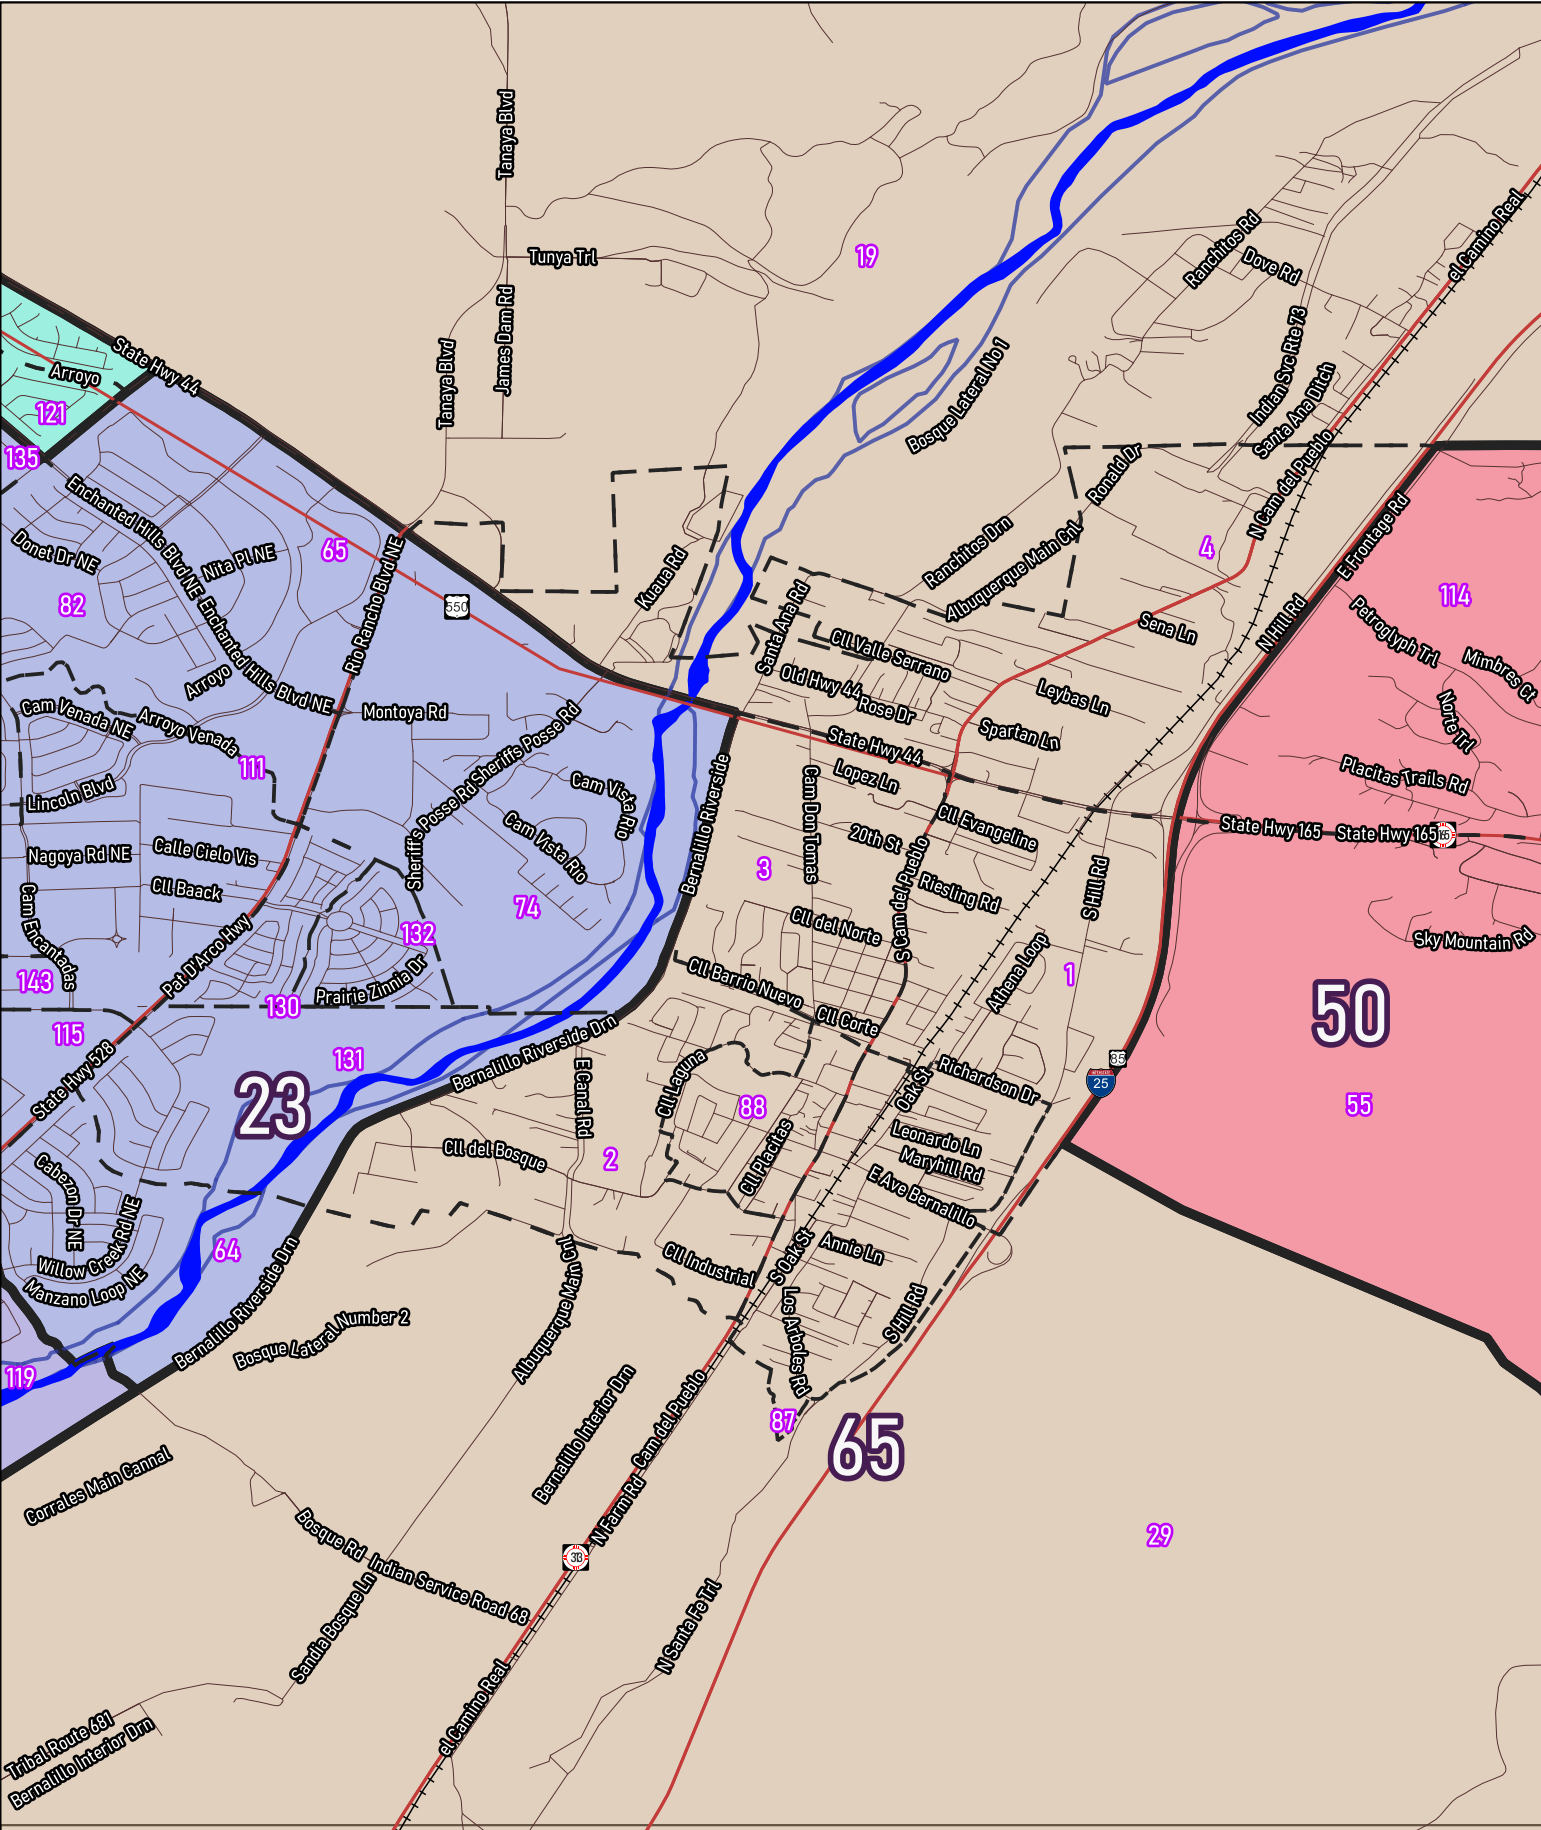 Tanaya Blvd
Tunya Trl
19
Ranchitos Rd
Dove Rd
el Camino Real
James Dam Rd
Tanaya Blvd
State Hwy 44
Arroyo
121
135
Bosque Lateral No 1
Indian Svc Rte 73
Santa Ana Ditch
N Cam del Pueblo
Ronald Dr
E Frontage Rd
Enchanted Hills Blvd NE
Donet Dr NE
Nita Pl NE
65
82
Rio Rancho Blvd NE
550
Kuaua Rd
Ranchitos Drn
Albuquerque Main Cnl
4
114
Santa Ana Rd
Cll Valle Serrano
Sena Ln
N Hill Rd
Petroglyph Trl
Mimbres Ct
Enchanted Hills Blvd NE
Arroyo
Old Hwy 44
Rose Dr
Leybas Ln
Norte Trl
Cam Venada NE
Arroyo Venada
Montoya Rd
Sheriffs Posse Rd
Spartan Ln
State Hwy 44
111
Lincoln Blvd
Sheriffs Posse Rd
Cam Vista Rio
Bernalillo Riverside
Lopez Ln
Placitas Trails Rd
Cam Don Tomas
Cll Evangeline
State Hwy 165
State Hwy 165
165
Nagoya Rd NE
Calle Cielo Vis
Cam Vista Rio
20th St
3
Cll Baack
Riesling Rd
S Hill Rd
Cam Encantadas
74
132
Cll del Norte
S Cam del Pueblo
Sky Mountain Rd
Pat D'Arco Hwy
143
Prairie Zinnia Dr
130
Cll Barrio Nuevo
Athena Loop
1
50
115
Cll Corte
131
Bernalillo Riverside Drn
State Hwy 528
23
E Canal Rd
Cll Laguna
88
Oak St
Richardson Dr
85
25
55
Cll del Bosque
2
Cll Placitas
Leonardo Ln
Maryhill Rd
E Ave Bernalillo
Cabezon Dr NE
Willow Creek Rd NE
Manzano Loop NE
64
Bernalillo Riverside Drn
Albuquerque Main Cnl
Cll Industrial
S Oak St
Annie Ln
Los Arboles Rd
S Hill Rd
Bosque Lateral Number 2
119
Bernalillo Interior Drn
Cam del Pueblo
87
65
Corrales Main Cannal
N Farm Rd
313
29
Bosque Rd
Indian Service Road 68
Sandia Bosque Ln
N Santa Fe Trl
el Camino Real
Tribal Route 681
Bernalillo Interior Drn